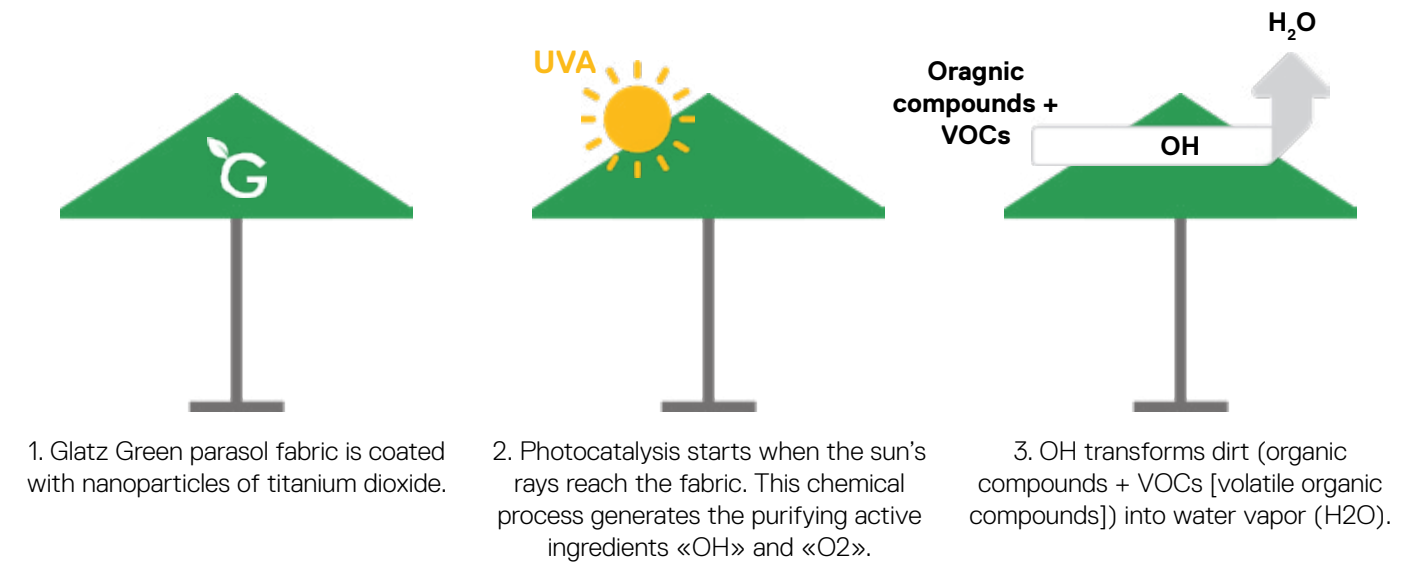 G
UVA
Oragnic
compounds +
VOCs
H₂O
OH
1. Glatz Green parasol fabric is coated
with nanoparticles of titanium dioxide.
2. Photocatalysis starts when the sun’s
rays reach the fabric. This chemical
process generates the purifying active
ingredients «OH» and «O2».
3. OH transforms dirt (organic
compounds + VOCs [volatile organic
compounds]) into water vapor (H2O).